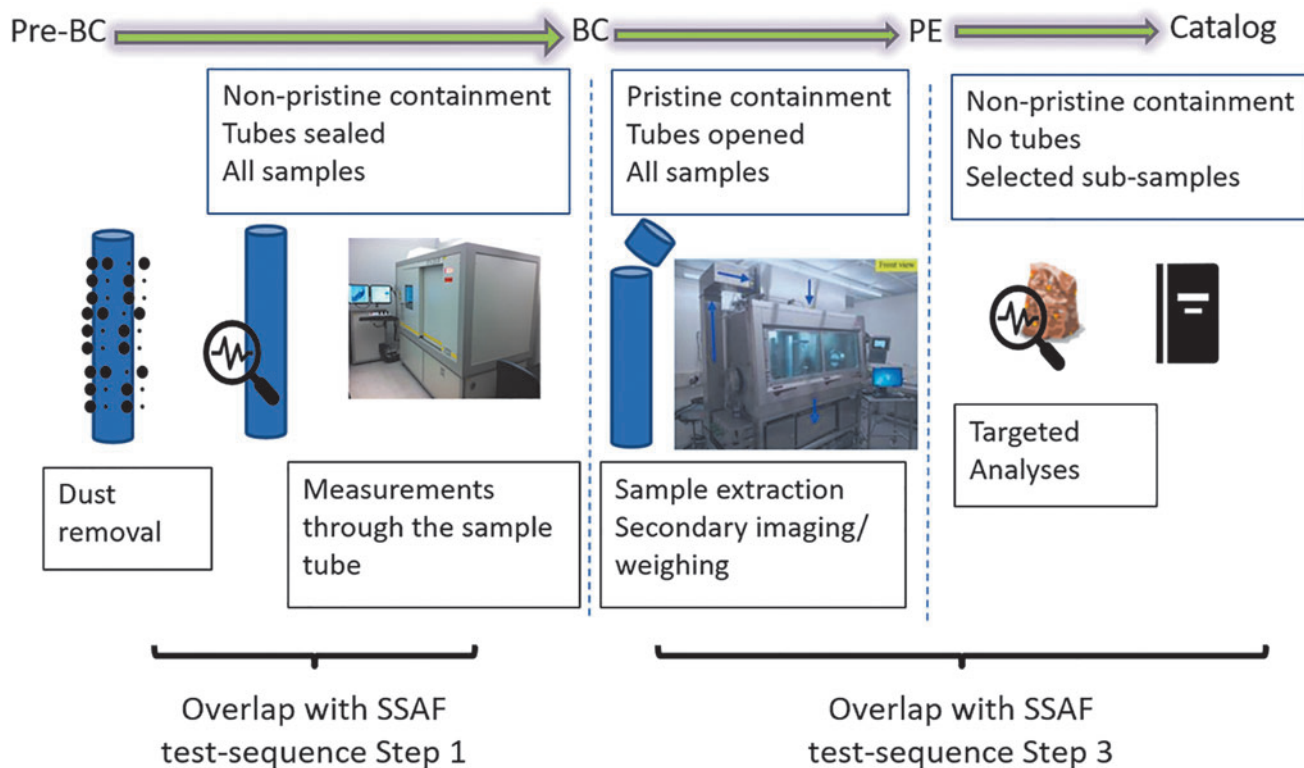 Pre-BC
BC
PE
Catalog
Non-pristine containment
Tubes sealed
All samples
Pristine containment
Tubes opened
All samples
Non-pristine containment
No tubes
Selected sub-samples
Front view
Dust
removal
Measurements
through the sample
tube
Sample extraction
Secondary imaging/
weighing
Targeted
Analyses
Overlap with SSAF
test-sequence Step 1
Overlap with SSAF
test-sequence Step 3